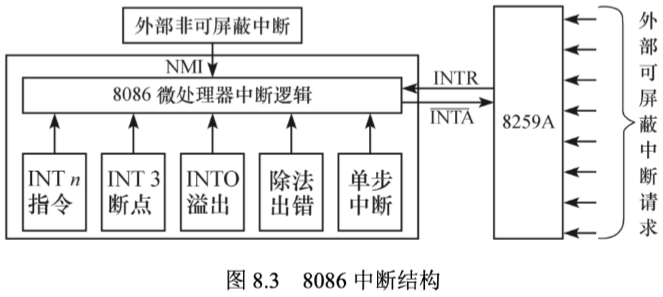 外部非可屏蔽中断
NMI
8086 微处理器中断逻辑
INTR
INTA
8259A
外部可屏蔽中断请求
INT n
指令
INT 3
断点
INTO
溢出
除法
出错
单步
中断
图 8.3 8086 中断结构